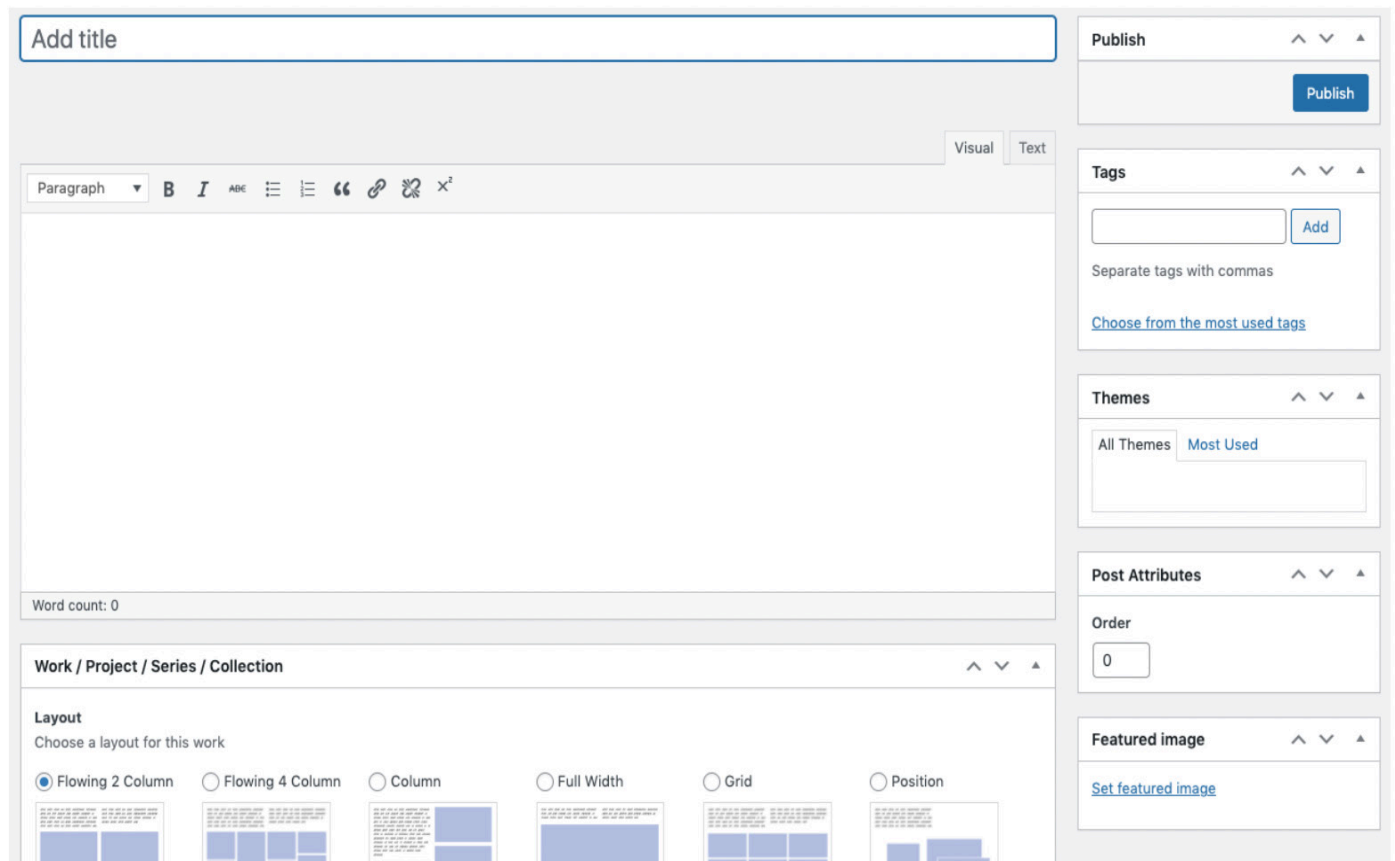 Add title
Visual Text
Paragraph B I ABC “ X²
Word count: 0
Work / Project / Series / Collection
Layout
Choose a layout for this work
Flowing 2 Column Flowing 4 Column Column Full Width Grid Position
Publish
Publish
Tags
Add
Separate tags with commas
Choose from the most used tags
Themes
All Themes Most Used
Post Attributes
Order
0
Featured image
Set featured image